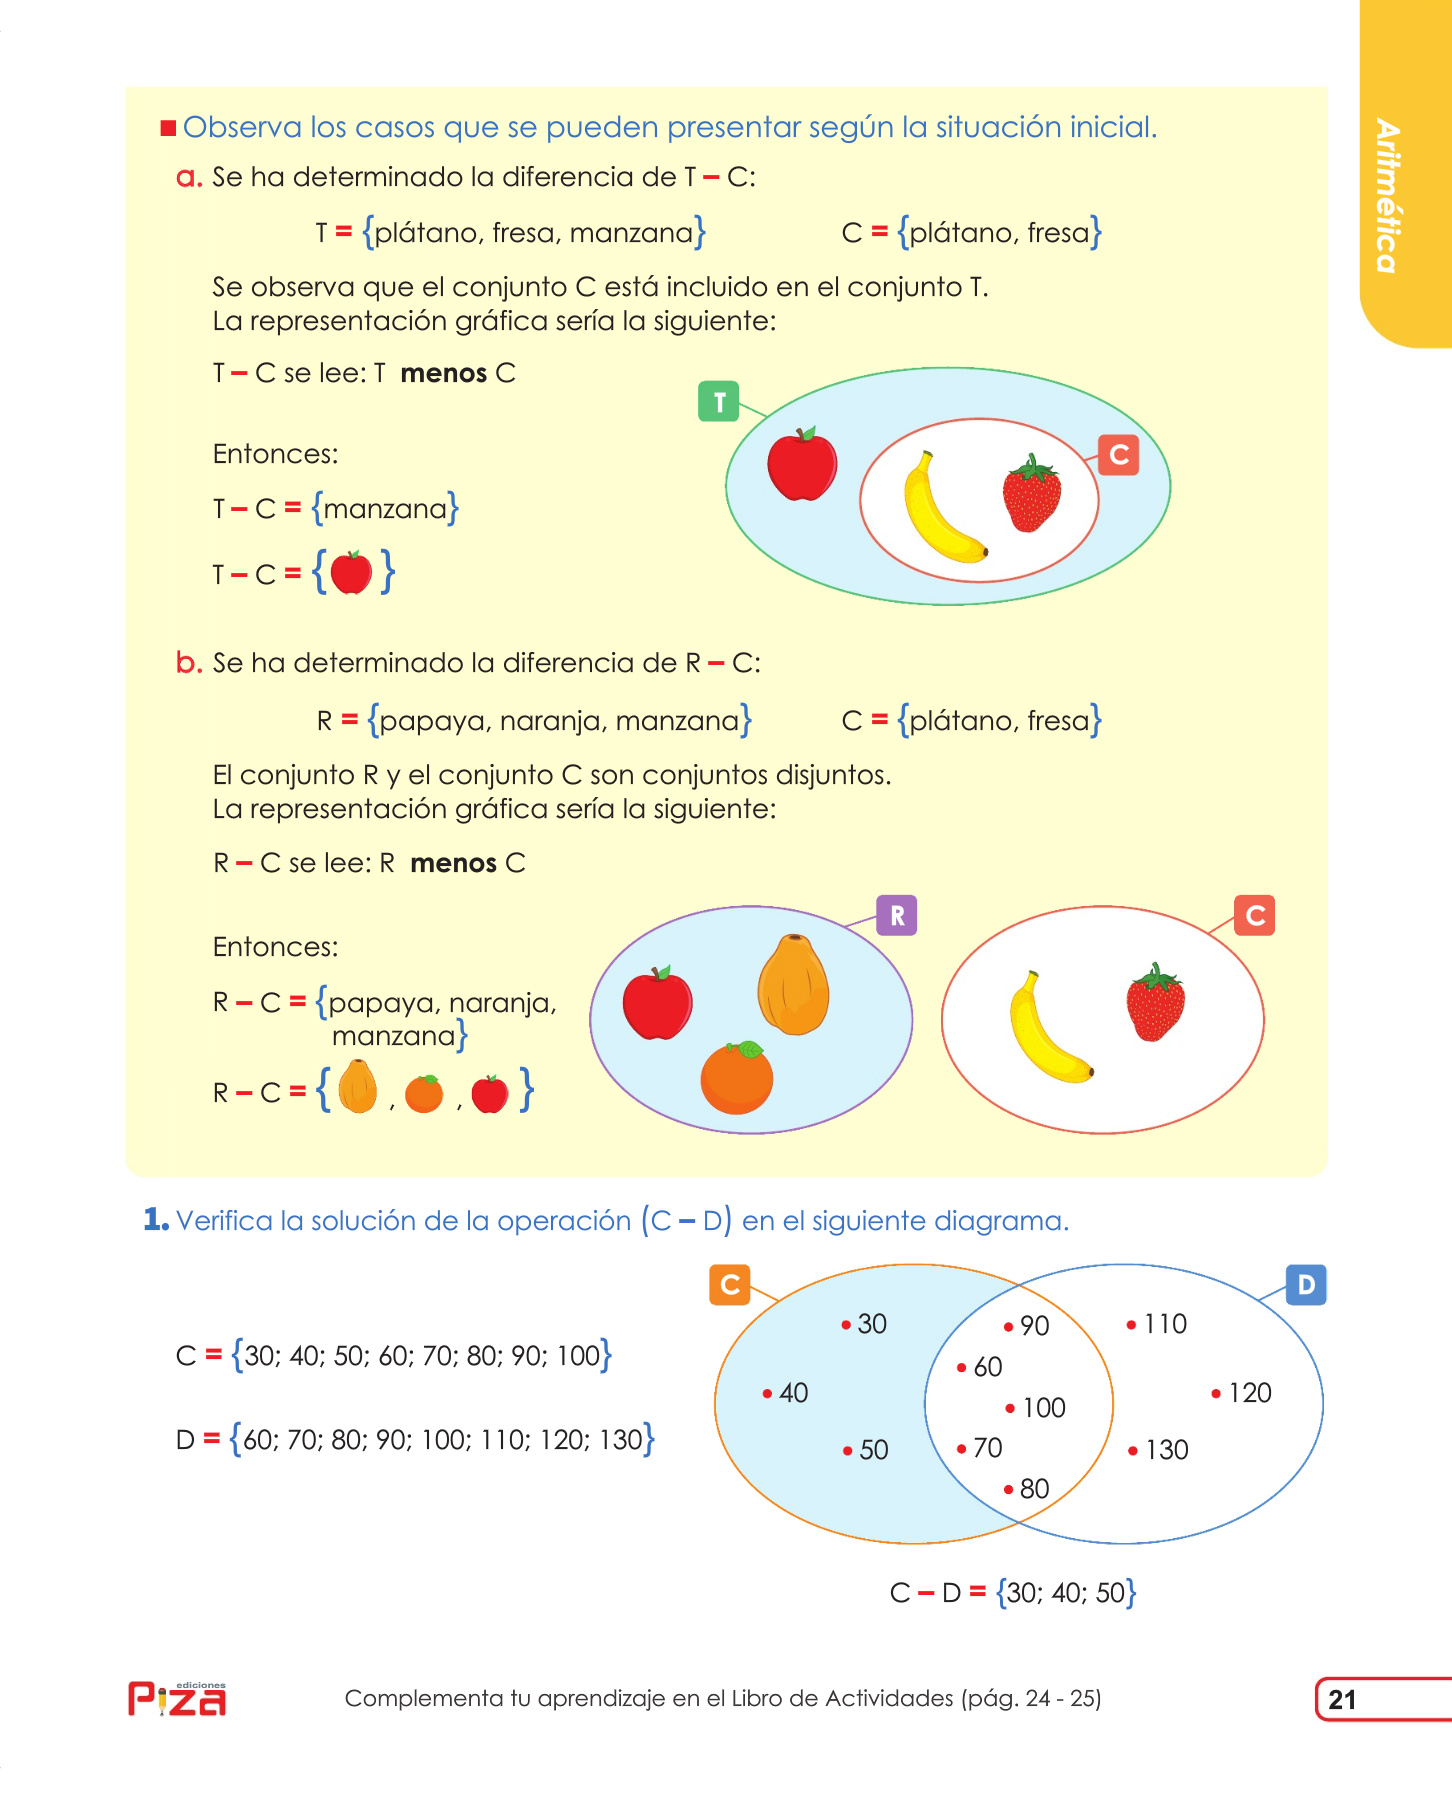 Aritmética
Observa los casos que se pueden presentar según la situación inicial.
a. Se ha determinado la diferencia de T – C:
T = {plátano, fresa, manzana} C = {plátano, fresa}
Se observa que el conjunto C está incluido en el conjunto T.
La representación gráfica sería la siguiente:
T – C se lee: T menos C
T
C
Entonces:
T – C = {manzana}
T – C = { }
b. Se ha determinado la diferencia de R – C:
R = {papaya, naranja, manzana} C = {plátano, fresa}
El conjunto R y el conjunto C son conjuntos disjuntos.
La representación gráfica sería la siguiente:
R – C se lee: R menos C
R
C
Entonces:
R – C = {papaya, naranja,
manzana}
R – C = { , , }
1. Verifica la solución de la operación (C – D) en el siguiente diagrama.
C = {30; 40; 50; 60; 70; 80; 90; 100}
D = {60; 70; 80; 90; 100; 110; 120; 130}
C
D
30
90
110
60
40
120
100
50
70
130
80
C – D = {30; 40; 50}
ediciones
Piza
Complementa tu aprendizaje en el Libro de Actividades (pág. 24 - 25)
21